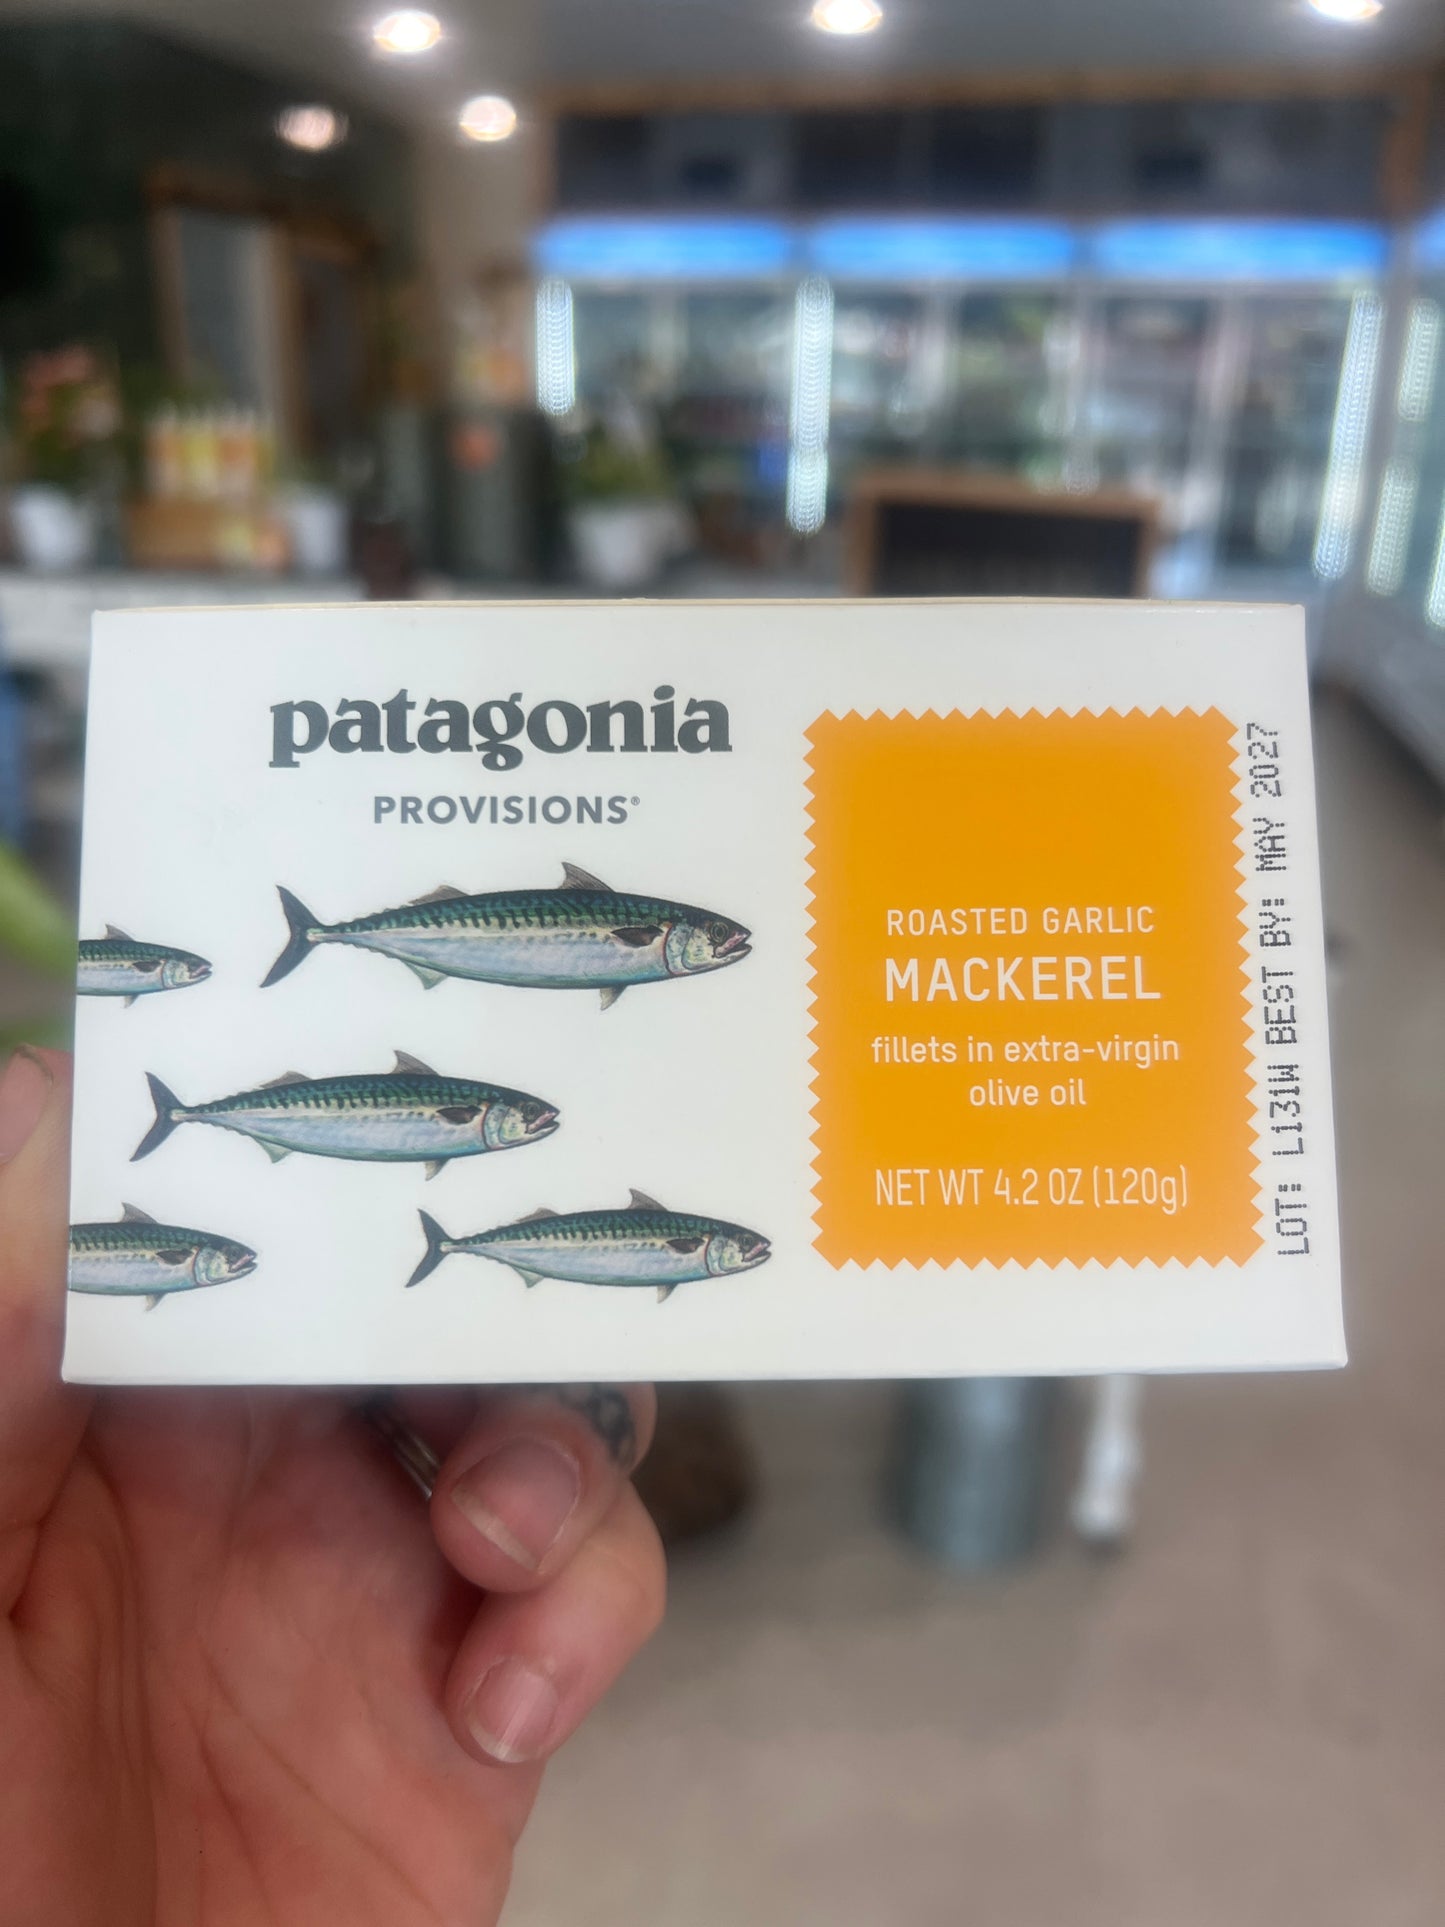 patagonia
PROVISIONS®
ROASTED GARLIC
MACKEREL
fillets in extra-virgin
olive oil
NET WT 4.2 OZ (120g)
LOT: L131W BEST BY: MAY 2027